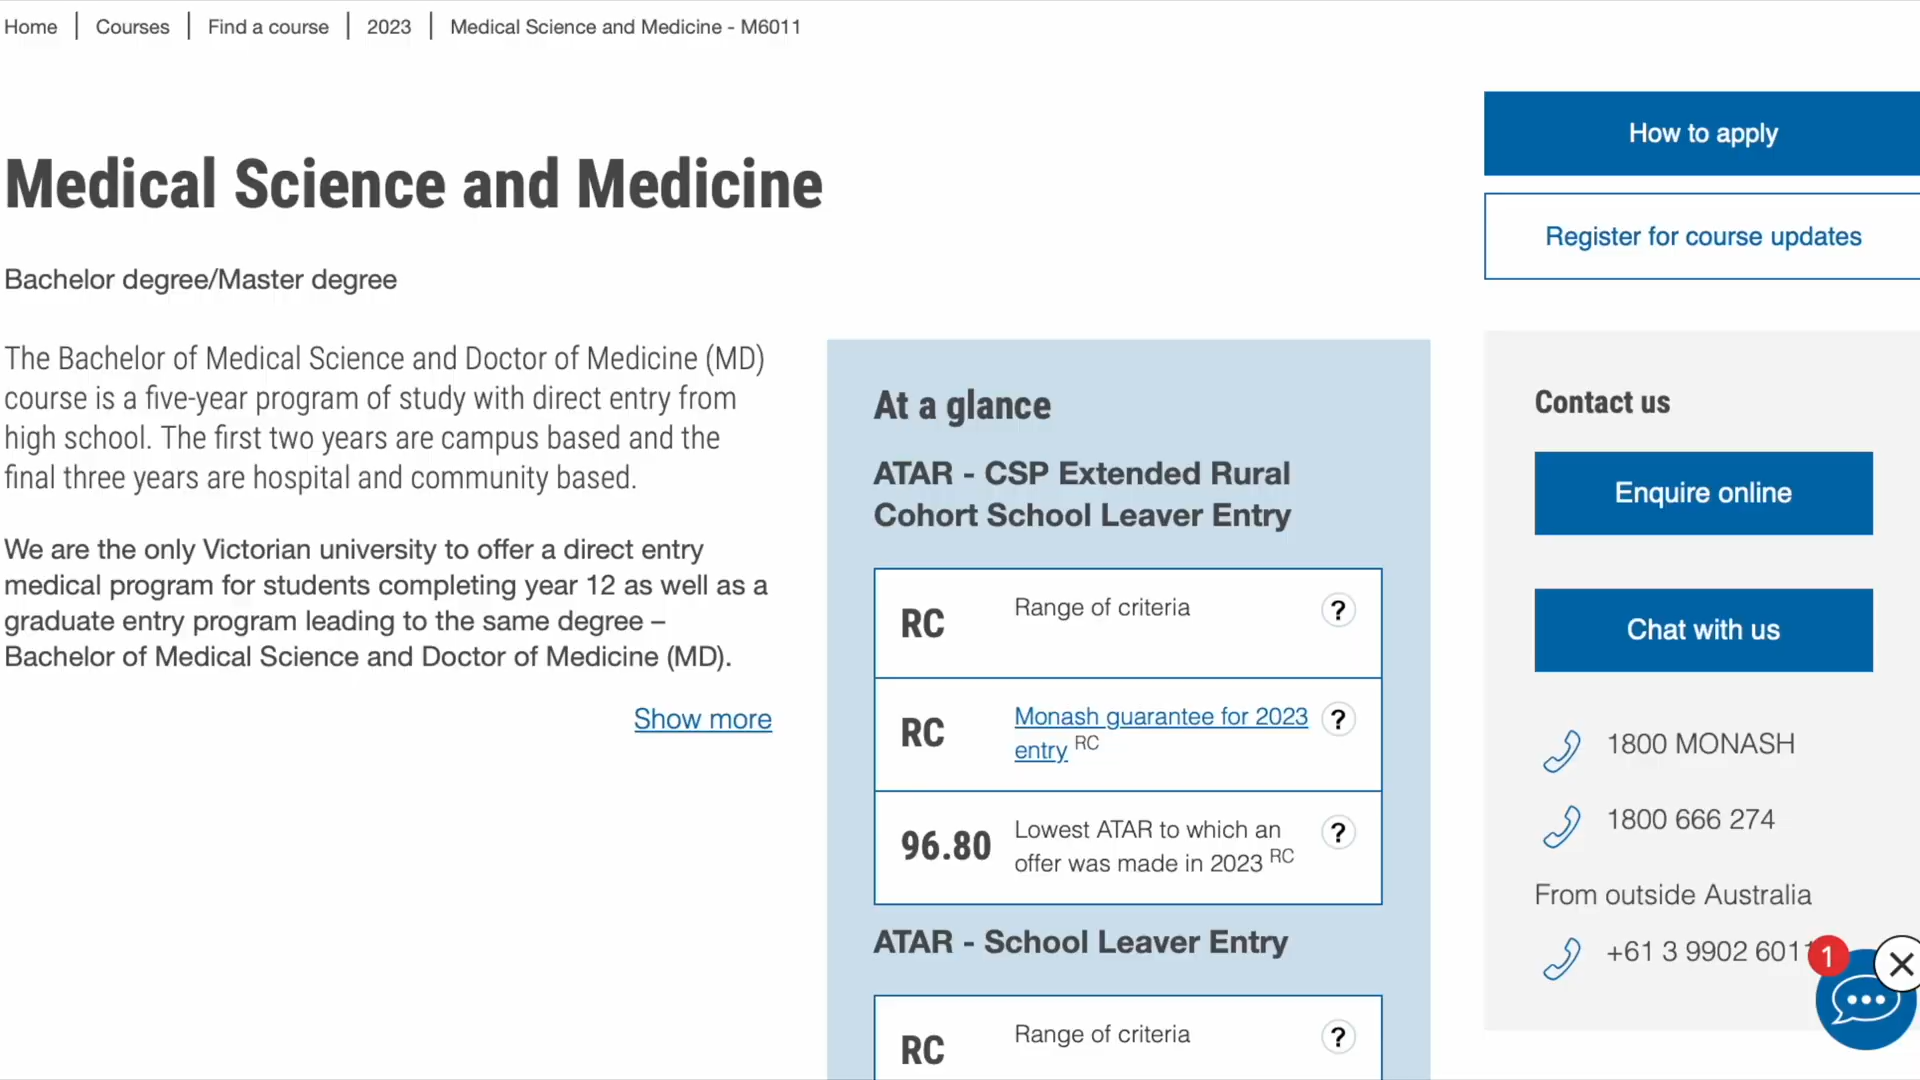 Home
Courses
Find a course
2023
Medical Science and Medicine - M6011
How to apply
Register for course updates
Medical Science and Medicine
Bachelor degree/Master degree
The Bachelor of Medical Science and Doctor of Medicine (MD)
course is a five-year program of study with direct entry from
high school. The first two years are campus based and the
final three years are hospital and community based.
We are the only Victorian university to offer a direct entry
medical program for students completing year 12 as well as a
graduate entry program leading to the same degree –
Bachelor of Medical Science and Doctor of Medicine (MD).
Show more
At a glance
ATAR - CSP Extended Rural
Cohort School Leaver Entry
RC
Range of criteria
?
RC
Monash guarantee for 2023
entry RC
?
96.80
Lowest ATAR to which an
offer was made in 2023 RC
?
ATAR - School Leaver Entry
RC
Range of criteria
?
Contact us
Enquire online
Chat with us
1800 MONASH
1800 666 274
From outside Australia
+61 3 9902 6011
1